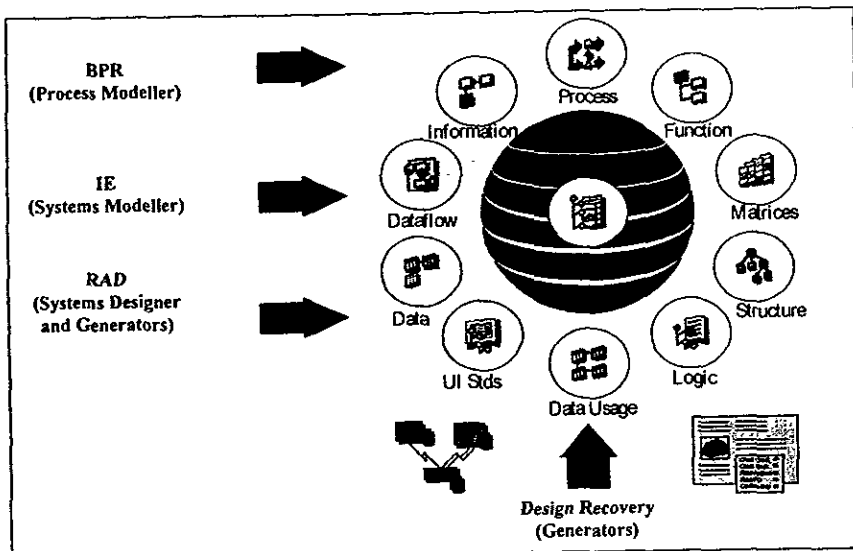 BPR
(Process Modeller)
Process
Information
Function
IE
(Systems Modeller)
Dataflow
Matrices
RAD
(Systems Designer
and Generators)
Data
Structure
UI Stds
Logic
Data Usage
Design Recovery
(Generators)